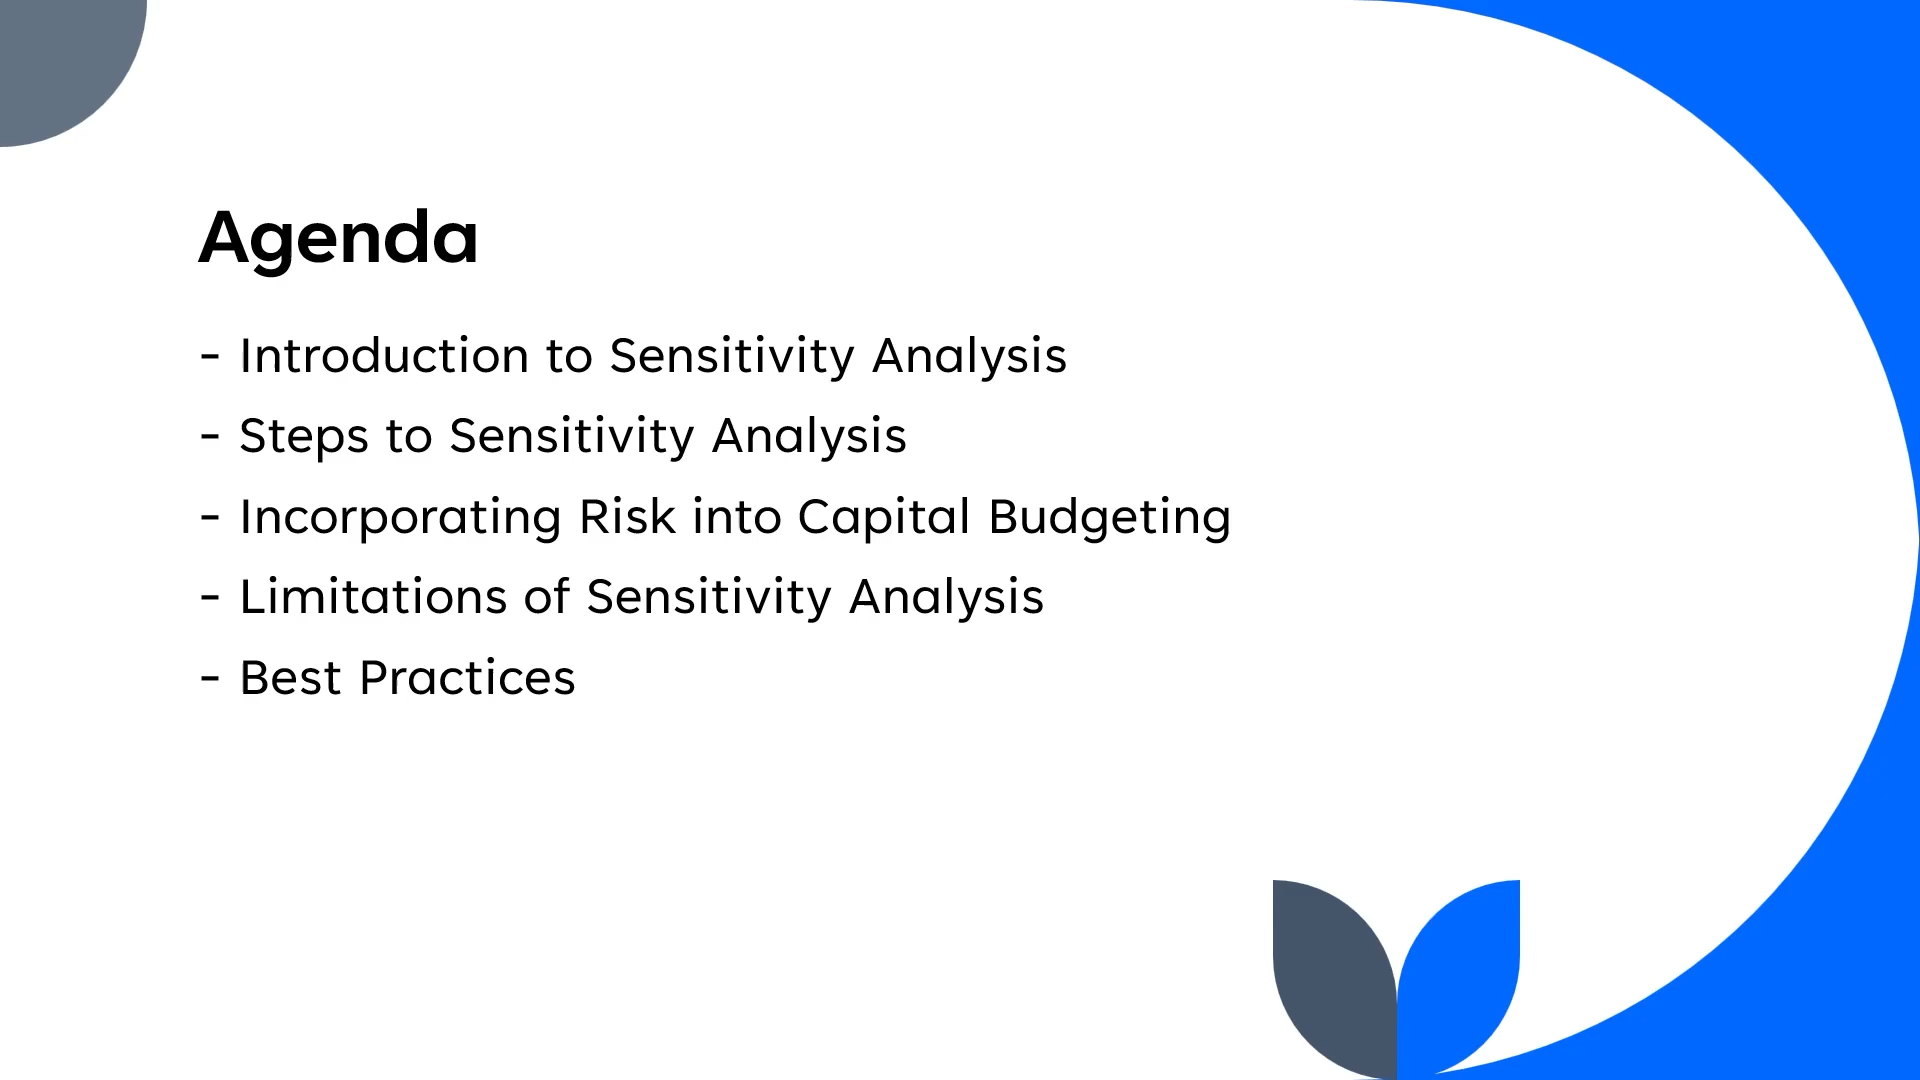 Agenda
- Introduction to Sensitivity Analysis
- Steps to Sensitivity Analysis
- Incorporating Risk into Capital Budgeting
- Limitations of Sensitivity Analysis
- Best Practices